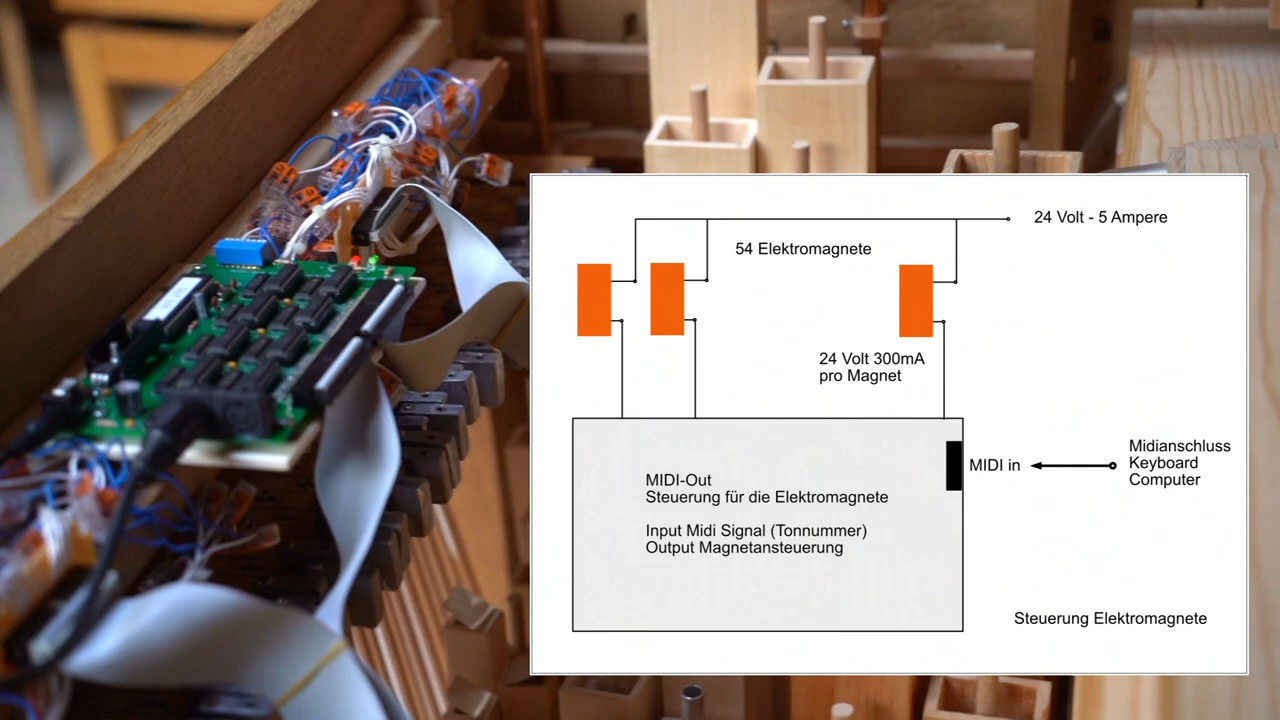 24 Volt - 5 Ampere
54 Elektromagnete
24 Volt 300mA
pro Magnet
MIDI in
Midianschluss
Keyboard
Computer
MIDI-Out
Steuerung für die Elektromagnete
Input Midi Signal (Tonnummer)
Output Magnetansteuerung
Steuerung Elektromagnete